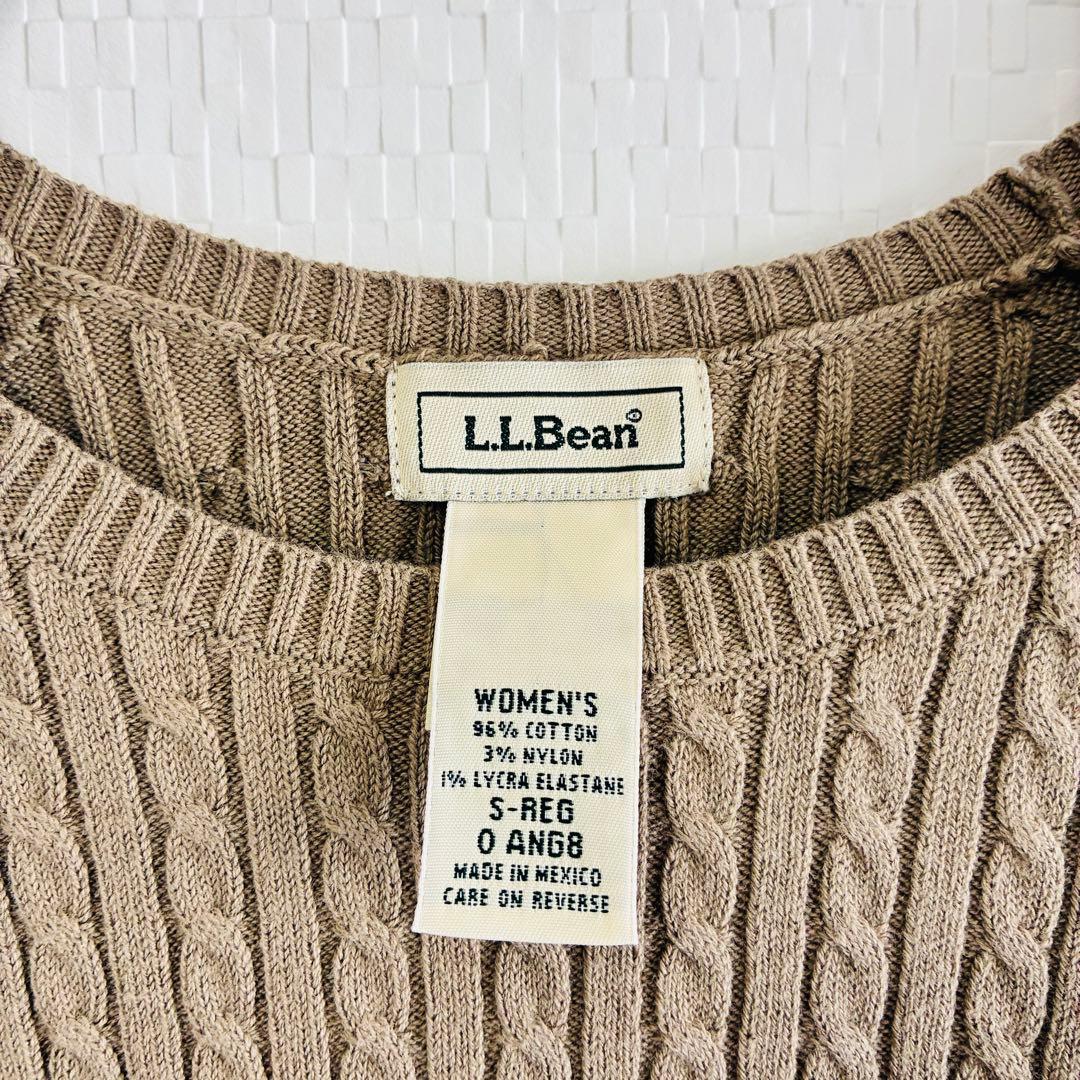 L.L.Bean®
WOMEN'S
96% COTTON
3% NYLON
1% LYCRA ELASTANE
S-REG
0 ANG8
MADE IN MEXICO
CARE ON REVERSE